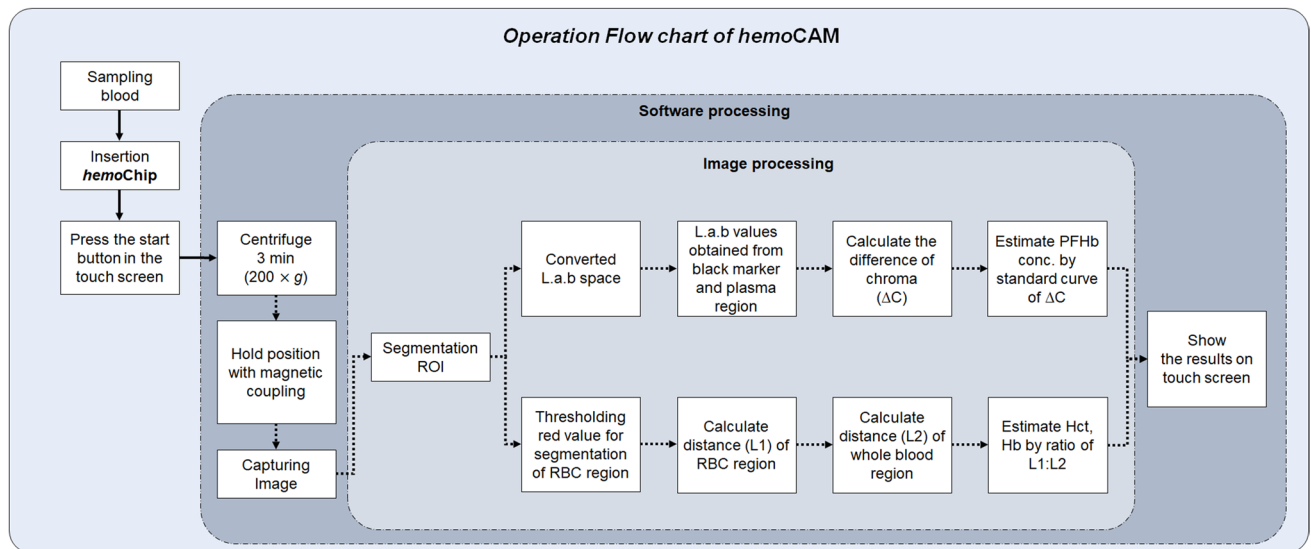 Operation Flow chart of hemoCAM
Sampling
blood
Insertion
hemoChip
Press the start
button in the
touch screen
Software processing
Centrifuge
3 min
(200 × g)
Hold position
with magnetic
coupling
Capturing
Image
Image processing
Segmentation
ROI
Converted
L.a.b space
L.a.b values
obtained from
black marker
and plasma
region
Calculate the
difference of
chroma
(ΔC)
Estimate PFHb
conc. by
standard curve
of ΔC
Thresholding
red value for
segmentation
of RBC region
Calculate
distance (L1) of
RBC region
Calculate
distance (L2) of
whole blood
region
Estimate Hct,
Hb by ratio of
L1:L2
Show
the results on
touch screen